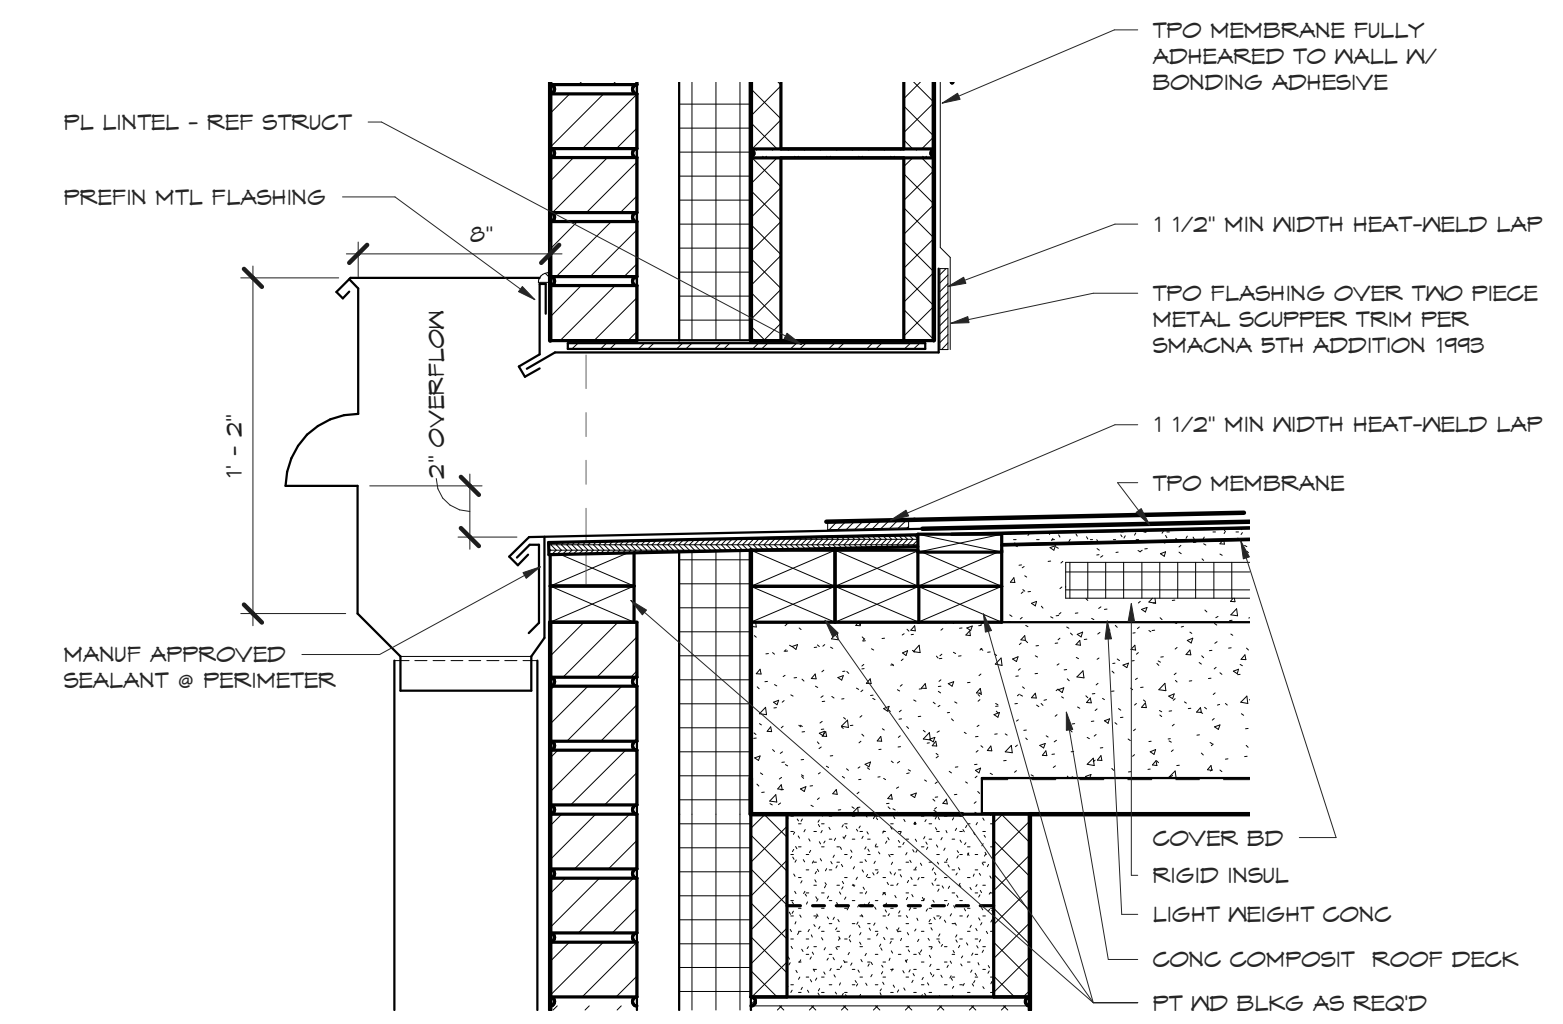 TPO MEMBRANE FULLY
ADHEARED TO WALL W/
BONDING ADHESIVE
PL LINTEL - REF STRUCT
PREFIN MTL FLASHING
8"
1 1/2" MIN WIDTH HEAT-WELD LAP
TPO FLASHING OVER TWO PIECE
METAL SCUPPER TRIM PER
SMACNA 5TH ADDITION 1993
2" OVERFLOW
1' - 2"
1 1/2" MIN WIDTH HEAT-WELD LAP
TPO MEMBRANE
MANUF APPROVED
SEALANT @ PERIMETER
COVER BD
RIGID INSUL
LIGHT WEIGHT CONC
CONC COMPOSIT ROOF DECK
PT WD BLKG AS REQ'D